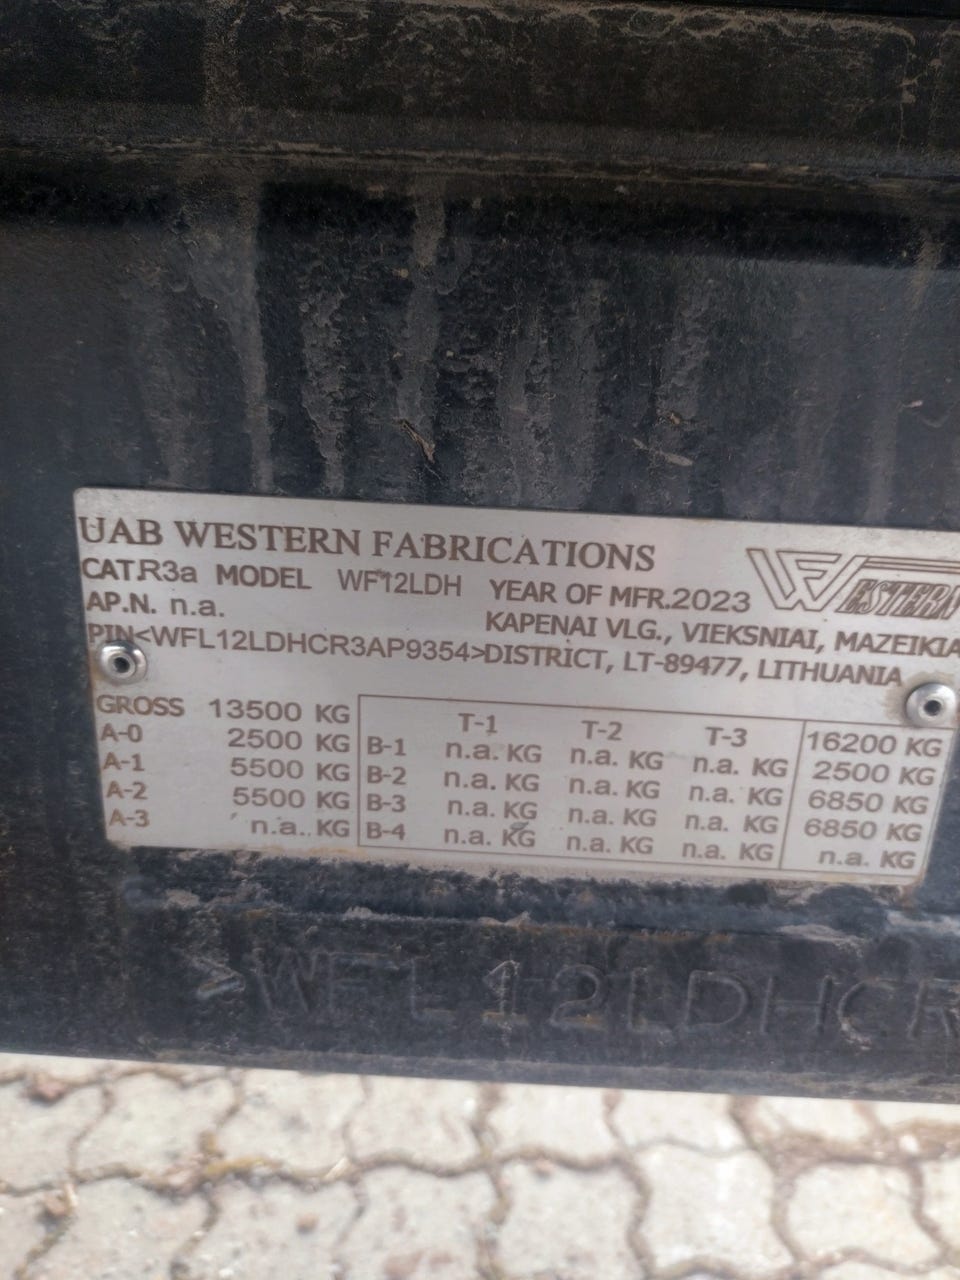 UAB WESTERN FABRICATIONS
WESTERN
CAT.R3a MODEL WF12LDH YEAR OF MFR.2023
AP.N. n.a. KAPENAI VLG., VIEKSNIAI, MAZEIKIA
PIN<WFL12LDHCR3AP9354> DISTRICT, LT-89477, LITHUANIA
GROSS 13500 KG T-1 T-2 T-3 16200 KG
A-0 2500 KG B-1 n.a. KG n.a. KG n.a. KG 2500 KG
A-1 5500 KG B-2 n.a. KG n.a. KG n.a. KG 6850 KG
A-2 5500 KG B-3 n.a. KG n.a. KG n.a. KG 6850 KG
A-3 n.a. KG B-4 n.a. KG n.a. KG n.a. KG n.a. KG
>WFL12LDHCR